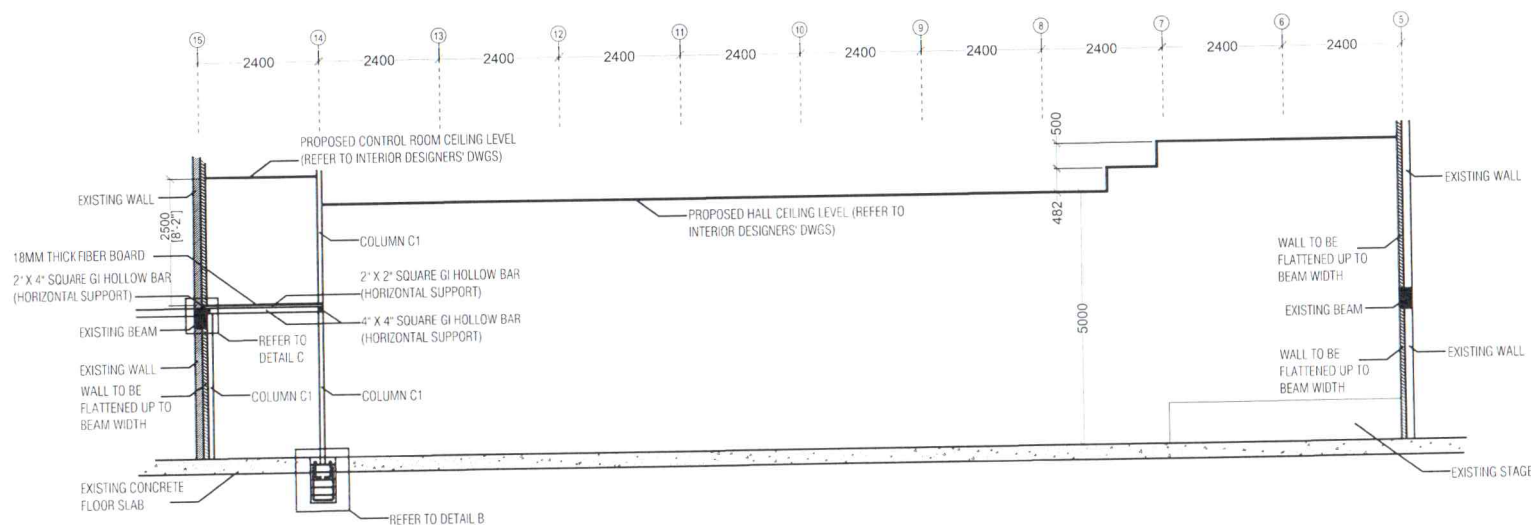 15
14
13
12
11
10
9
8
7
6
5
2400
2400
2400
2400
2400
2400
2400
2400
2400
2400
PROPOSED CONTROL ROOM CEILING LEVEL
(REFER TO INTERIOR DESIGNERS' DWGS)
500
EXISTING WALL
2500
[8'-2"]
EXISTING WALL
482
PROPOSED HALL CEILING LEVEL (REFER TO
INTERIOR DESIGNERS' DWGS)
COLUMN C1
WALL TO BE
FLATTENED UP TO
BEAM WIDTH
18MM THICK FIBER BOARD
2" X 4" SQUARE GI HOLLOW BAR
(HORIZONTAL SUPPORT)
2" X 2" SQUARE GI HOLLOW BAR
(HORIZONTAL SUPPORT)
EXISTING BEAM
4" X 4" SQUARE GI HOLLOW BAR
(HORIZONTAL SUPPORT)
5000
EXISTING BEAM
REFER TO
DETAIL C
EXISTING WALL
WALL TO BE
FLATTENED UP TO
BEAM WIDTH
EXISTING WALL
WALL TO BE
FLATTENED UP TO
BEAM WIDTH
COLUMN C1
COLUMN C1
EXISTING STAGE
EXISTING CONCRETE
FLOOR SLAB
REFER TO DETAIL B